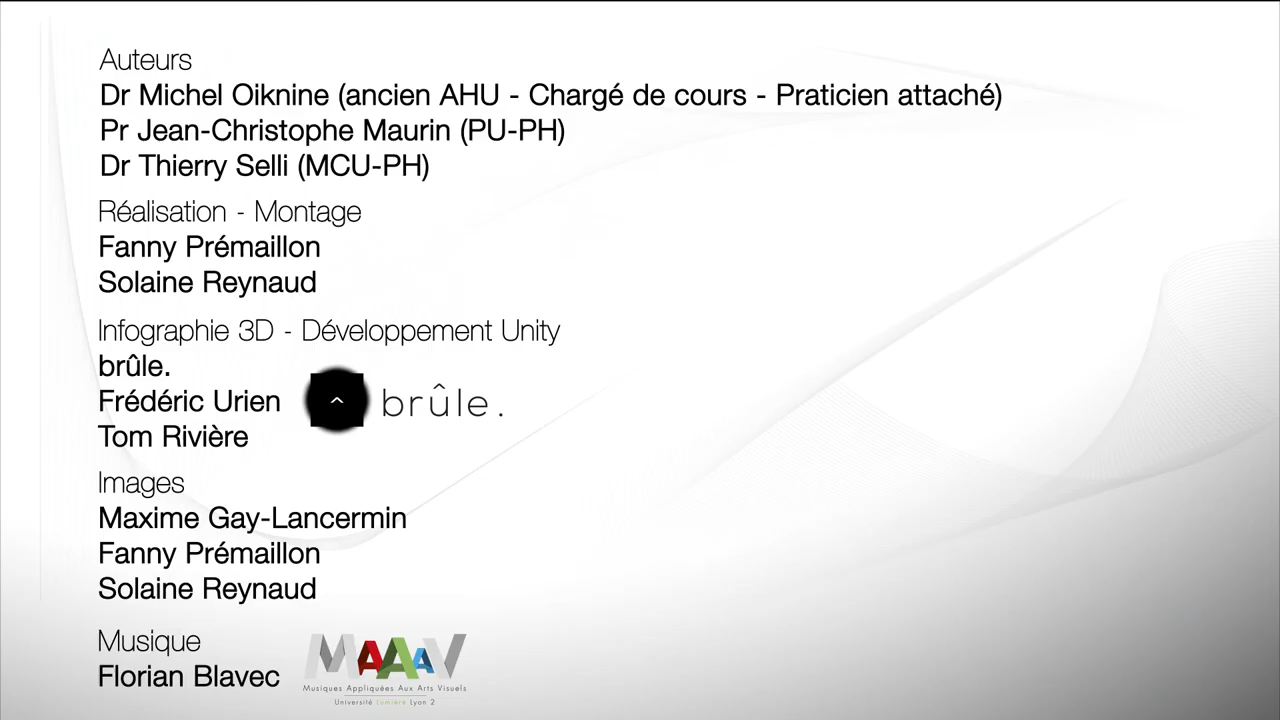 Auteurs
Dr Michel Oiknine (ancien AHU - Chargé de cours - Praticien attaché)
Pr Jean-Christophe Maurin (PU-PH)
Dr Thierry Selli (MCU-PH)
Réalisation - Montage
Fanny Prémaillon
Solaine Reynaud
Infographie 3D - Développement Unity
brûle.
Frédéric Urien
brûle.
Tom Rivière
Images
Maxime Gay-Lancermin
Fanny Prémaillon
Solaine Reynaud
Musique
Florian Blavec
MAAAV
Musiques Appliquées Aux Arts Visuels
Université Lumière Lyon 2